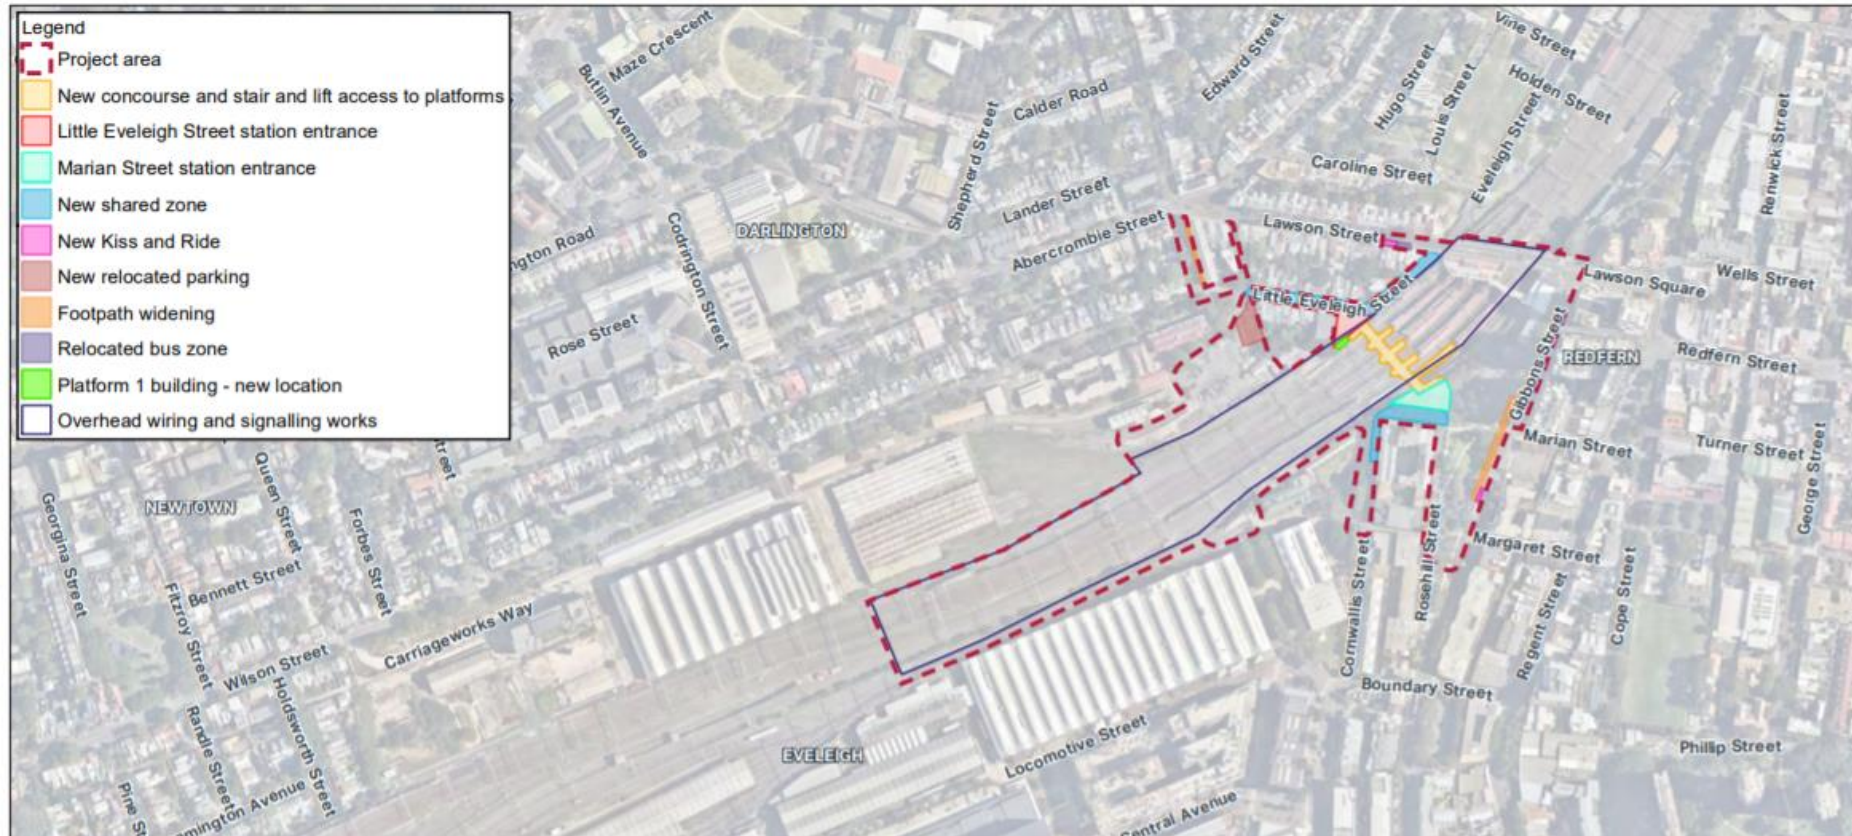 Legend
Project area
New concourse and stair and lift access to platforms
Little Eveleigh Street station entrance
Marian Street station entrance
New shared zone
New Kiss and Ride
New relocated parking
Footpath widening
Relocated bus zone
Platform 1 building - new location
Overhead wiring and signalling works
Maze Crescent
Butlin Avenue
Edward Street
Vine Street
Hugo Street
Louis Street
Holden Street
Calder Road
Shepherd Street
Eveleigh Street
Renwick Street
Caroline Street
Lander Street
Codrington Street
DARLINGTON
Abercrombie Street
Lawson Street
ngton Road
Lawson Square
Wells Street
Little Eveleigh Street
Rose Street
Gibbons Street
REDFERN
Redfern Street
Marian Street
Turner Street
George Street
treet
Queen Street
Georgina Street
NEWTOWN
Forbes Street
Rosehill Street
Margaret Street
Cornwallis Street
Cope Street
Regent Street
Bennett Street
Fitzroy Street
Carriageworks Way
Wilson Street
Holdsworth Street
Boundary Street
Randle Street
EVELEIGH
Locomotive Street
Phillip Street
Pine St
mington Avenue
Central Avenue